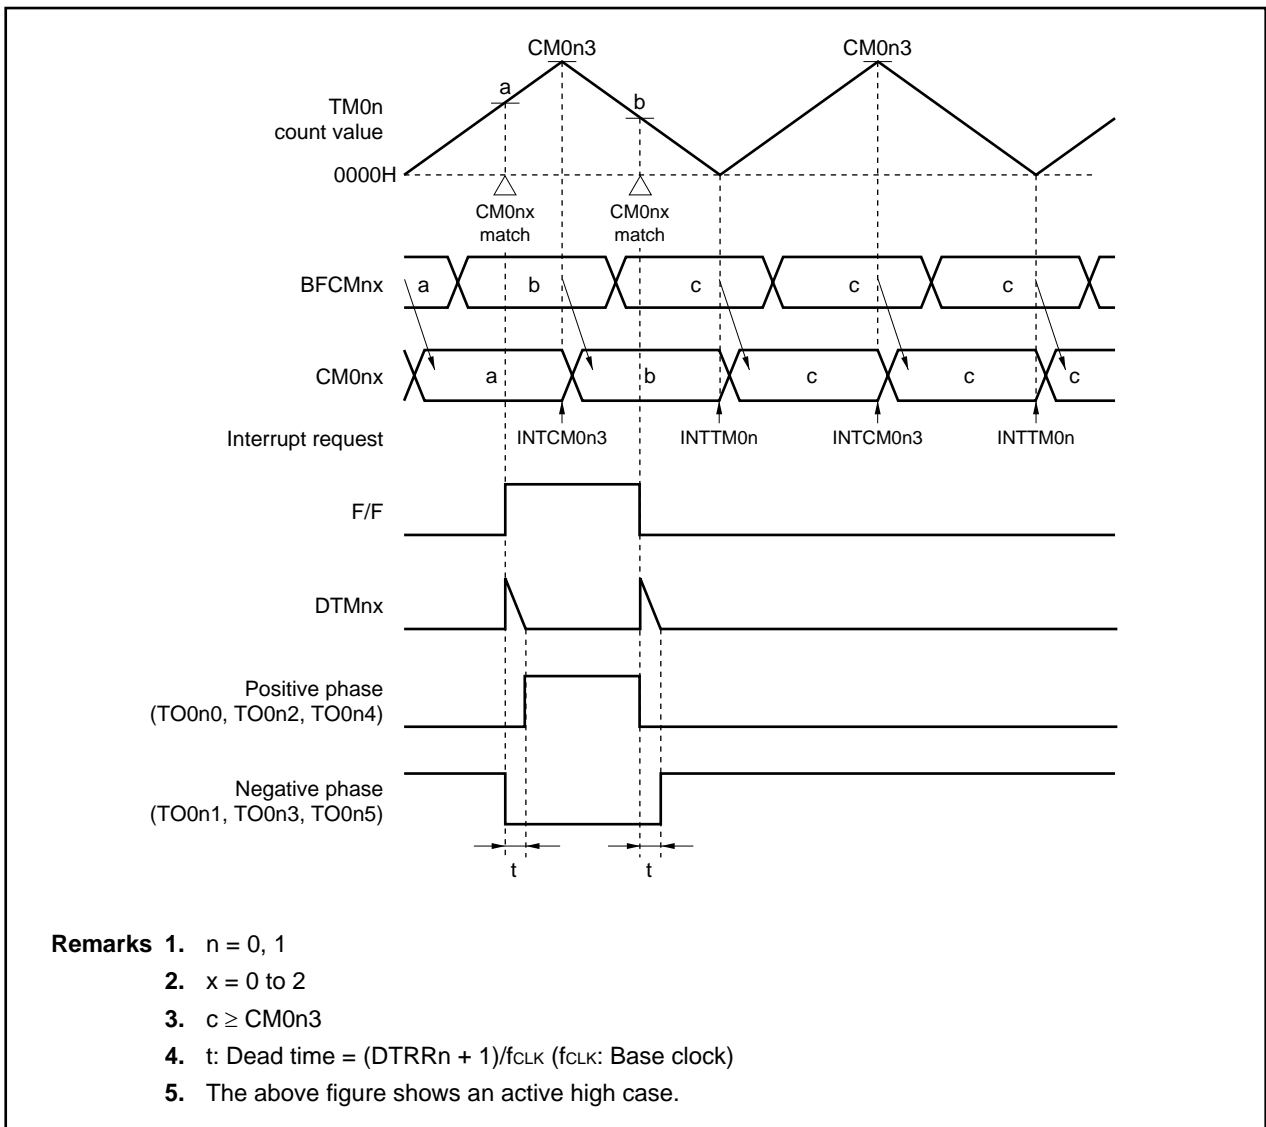 CM0n3 CM0n3
a
b
TM0n
count value
0000H
CM0nx
match
CM0nx
match
BFCMnx a b c c c
CM0nx a b c c c
Interrupt request INTCM0n3 INTTM0n INTCM0n3 INTTM0n
F/F
DTMnx
Positive phase
(TO0n0, TO0n2, TO0n4)
Negative phase
(TO0n1, TO0n3, TO0n5)
t t
Remarks 1. n = 0, 1
2. x = 0 to 2
3. c ≥ CM0n3
4. t: Dead time = (DTRRn + 1)/fCLK (fCLK: Base clock)
5. The above figure shows an active high case.